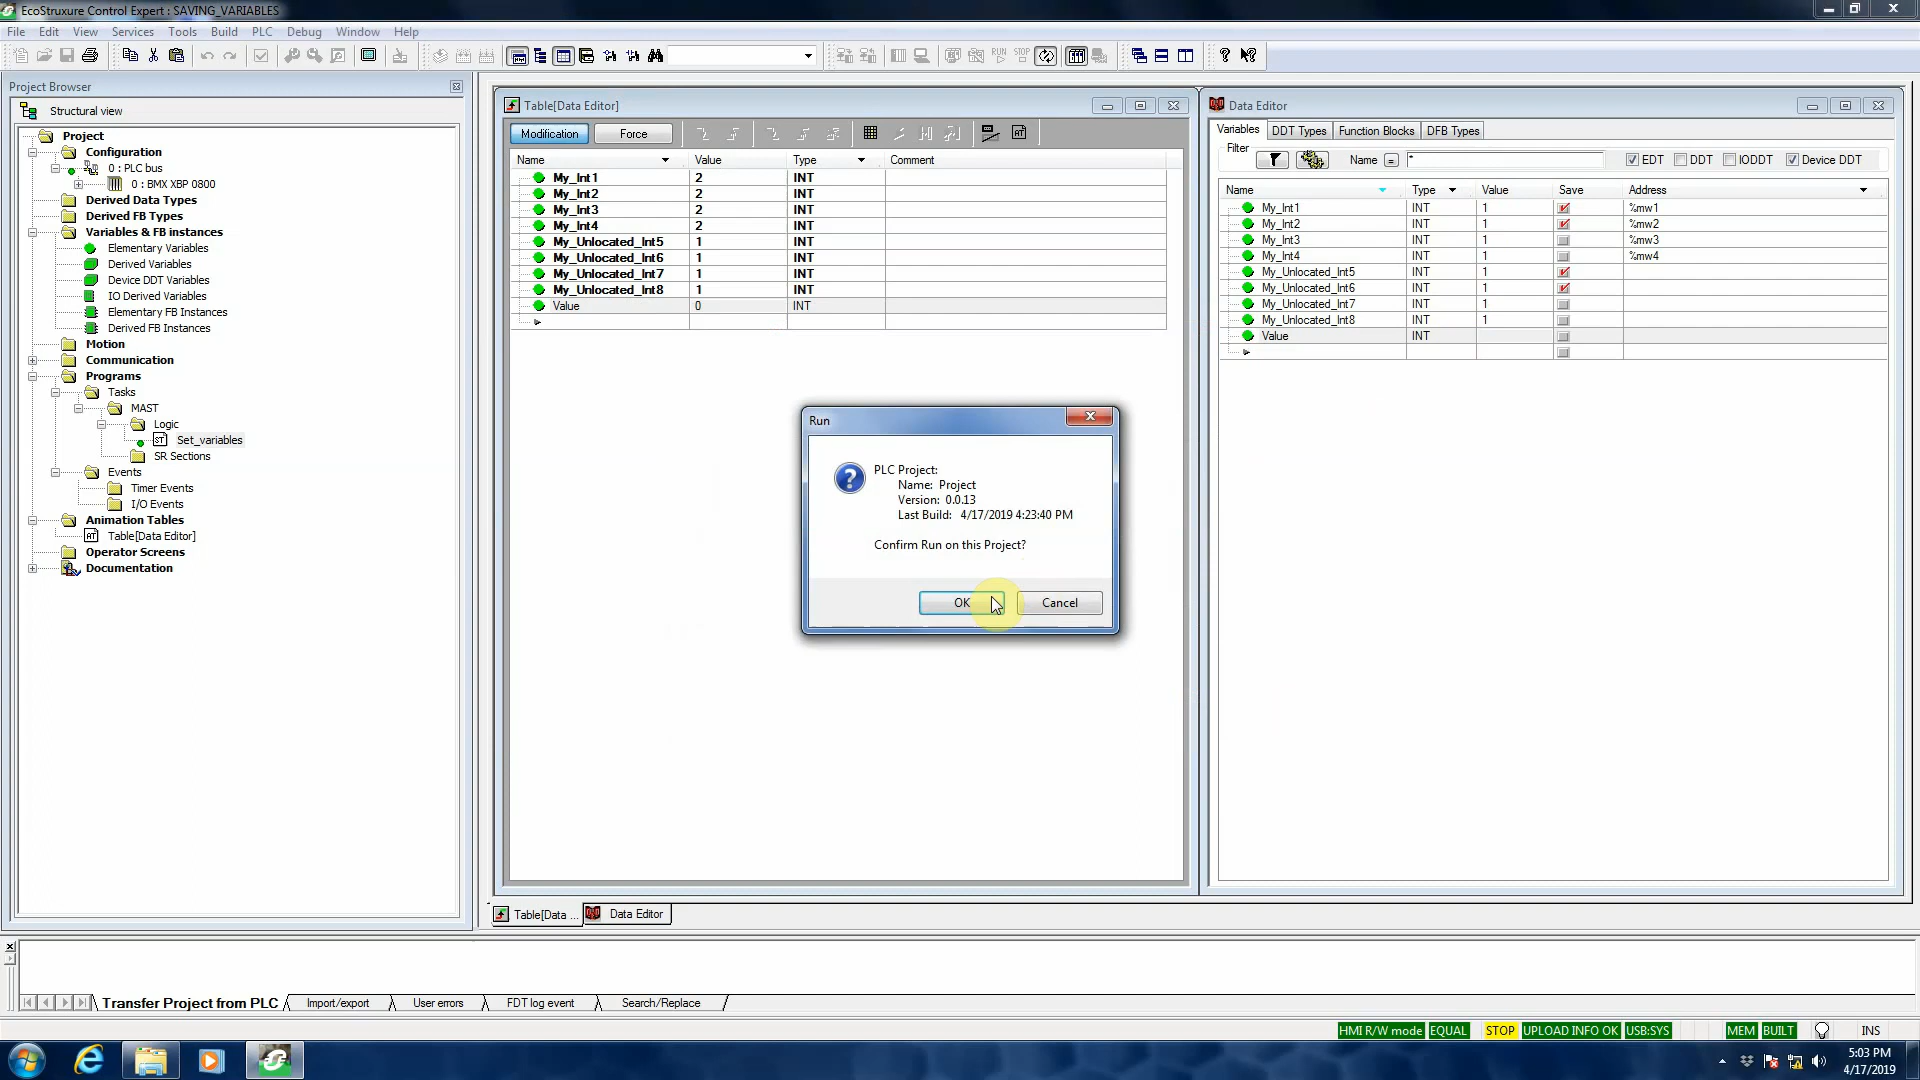 EcoStruxure Control Expert : SAVING_VARIABLES
File Edit View Services Tools Build PLC Debug Window Help
RUN STOP
Project Browser
Structural view
Project
Configuration
0 : PLC bus
0 : BMX XBP 0800
Derived Data Types
Derived FB Types
Variables & FB instances
Elementary Variables
Derived Variables
Device DDT Variables
IO Derived Variables
Elementary FB Instances
Derived FB Instances
Motion
Communication
Programs
Tasks
MAST
Logic
Set_variables
SR Sections
Events
Timer Events
I/O Events
Animation Tables
Table[Data Editor]
Operator Screens
Documentation
Table[Data Editor]
Modification Force
Name Value Type Comment
My_Int1 2 INT
My_Int2 2 INT
My_Int3 2 INT
My_Int4 2 INT
My_Unlocated_Int5 1 INT
My_Unlocated_Int6 1 INT
My_Unlocated_Int7 1 INT
My_Unlocated_Int8 1 INT
Value 0 INT
Data Editor
Variables DDT Types Function Blocks DFB Types
Filter
Name = * EDT DDT IODDT Device DDT
Name Type Value Save Address
My_Int1 INT 1 %mw1
My_Int2 INT 1 %mw2
My_Int3 INT 1 %mw3
My_Int4 INT 1 %mw4
My_Unlocated_Int5 INT 1
My_Unlocated_Int6 INT 1
My_Unlocated_Int7 INT 1
My_Unlocated_Int8 INT 1
Value INT
Run
PLC Project:
Name: Project
Version: 0.0.13
Last Build: 4/17/2019 4:23:40 PM
Confirm Run on this Project?
OK Cancel
Table[Data ... Data Editor
Transfer Project from PLC Import/export User errors FDT log event Search/Replace
HMI R/W mode EQUAL STOP UPLOAD INFO OK USB:SYS MEM BUILT INS
5:03 PM
4/17/2019